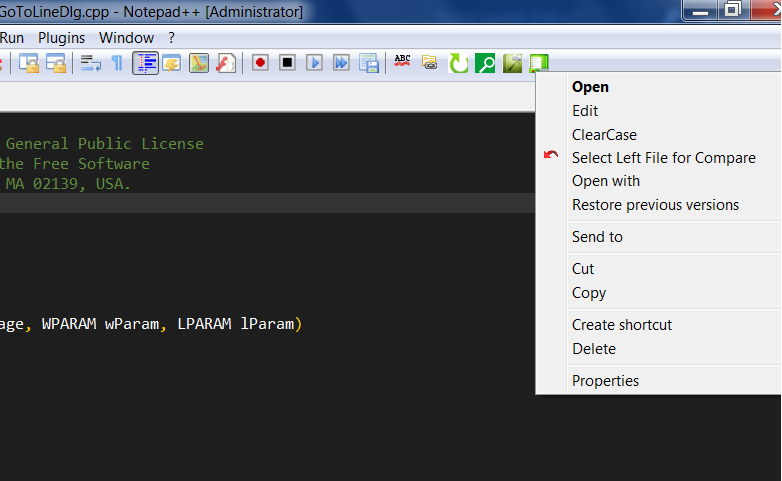 GoToLineDlg.cpp - Notepad++ [Administrator]
Run Plugins Window ?
ABC
General Public License
the Free Software
MA 02139, USA.
age, WPARAM wParam, LPARAM lParam)
Open
Edit
ClearCase
Select Left File for Compare
Open with
Restore previous versions
Send to
Cut
Copy
Create shortcut
Delete
Properties